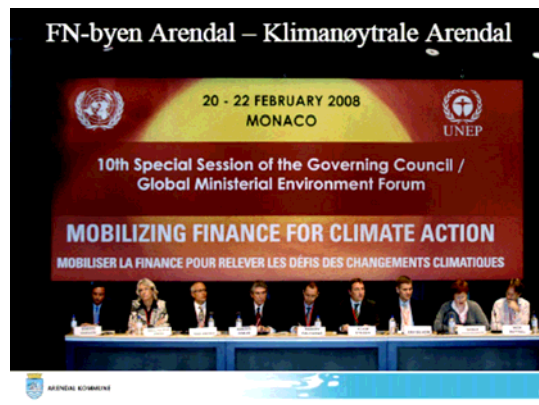 FN-byen Arendal – Klimanøytrale Arendal
20 - 22 FEBRUARY 2008
MONACO
UNEP
10th Special Session of the Governing Council /
Global Ministerial Environment Forum
MOBILIZING FINANCE FOR CLIMATE ACTION
MOBILISER LA FINANCE POUR RELEVER LES DÉFIS DES CHANGEMENTS CLIMATIQUES
ARENDAL KOMMUNE